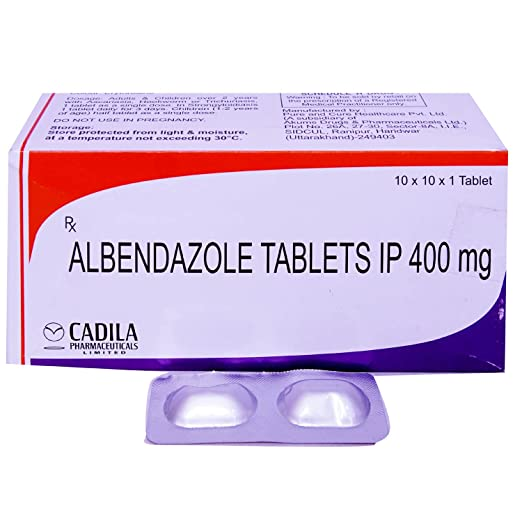 Dosage: Adults & Children over 2 years
with Ascariasis, Hookworm or Trichuriasis,
1 tablet as a single dose. In Strongyloidiasis
1 tablet daily for 3 days. Children (1-2 years
of age) half tablet as a single dose.
DO NOT USE IN PREGNANCY.
Storage:
Store protected from light & moisture,
at a temperature not exceeding 30°C.
SCHEDULE H DRUG
Warning: To be sold by retail on
the prescription of a Registered
Medical Practitioner only.
Manufactured by:
Pure and Cure Healthcare Pvt. Ltd.
(A subsidiary of
Akums Drugs & Pharmaceuticals Ltd.)
Plot No. 26A, 27-30, Sector-8A, I.I.E.,
SIDCUL, Ranipur, Haridwar
(Uttarakhand)-249403
10 x 10 x 1 Tablet
Rx
ALBENDAZOLE TABLETS IP 400 mg
CADILA
PHARMACEUTICALS
LIMITED